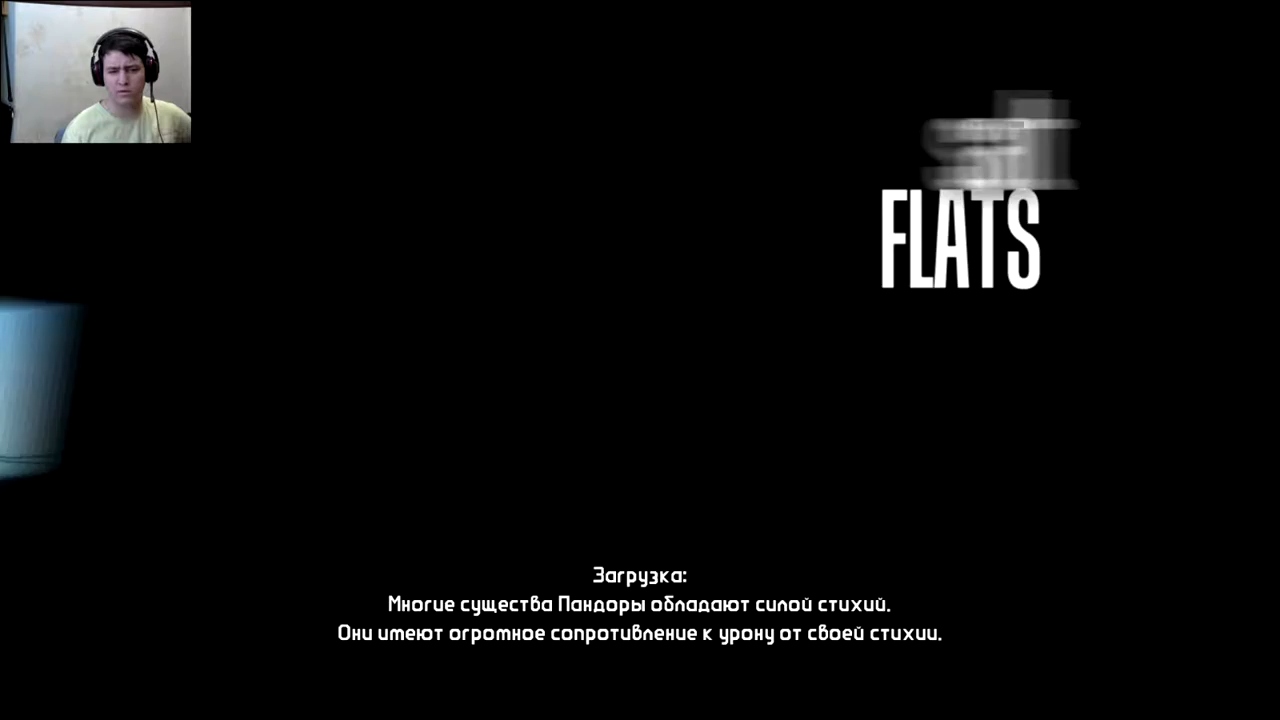 FLATS
Загрузка:
Многие существа Пандоры обладают силой стихий.
Они имеют огромное сопротивление к урону от своей стихии.